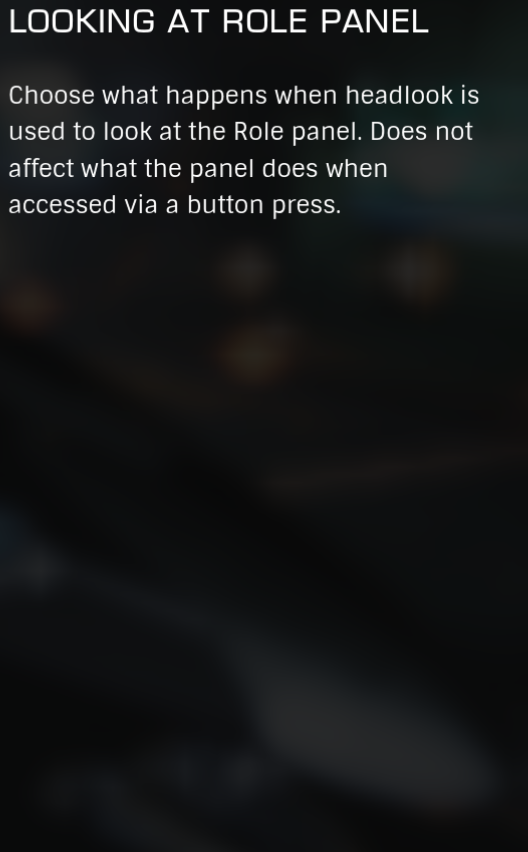 LOOKING AT ROLE PANEL
Choose what happens when headlook is
used to look at the Role panel. Does not
affect what the panel does when
accessed via a button press.